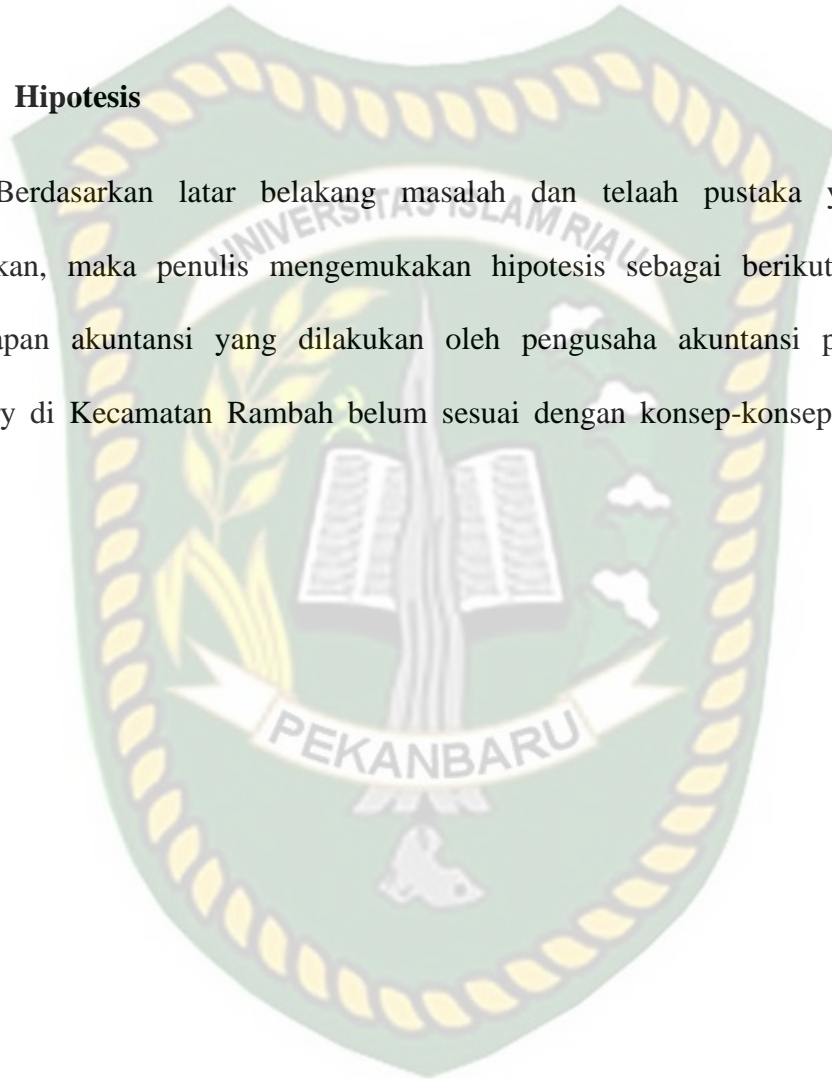 Hipotesis
Berdasarkan latar belakang masalah dan telaah pustaka y
kan, maka penulis mengemukakan hipotesis sebagai berikut
apan akuntansi yang dilakukan oleh pengusaha akuntansi p
y di Kecamatan Rambah belum sesuai dengan konsep-konsep
UNIVERSITAS ISLAM RIAU
PEKANBARU